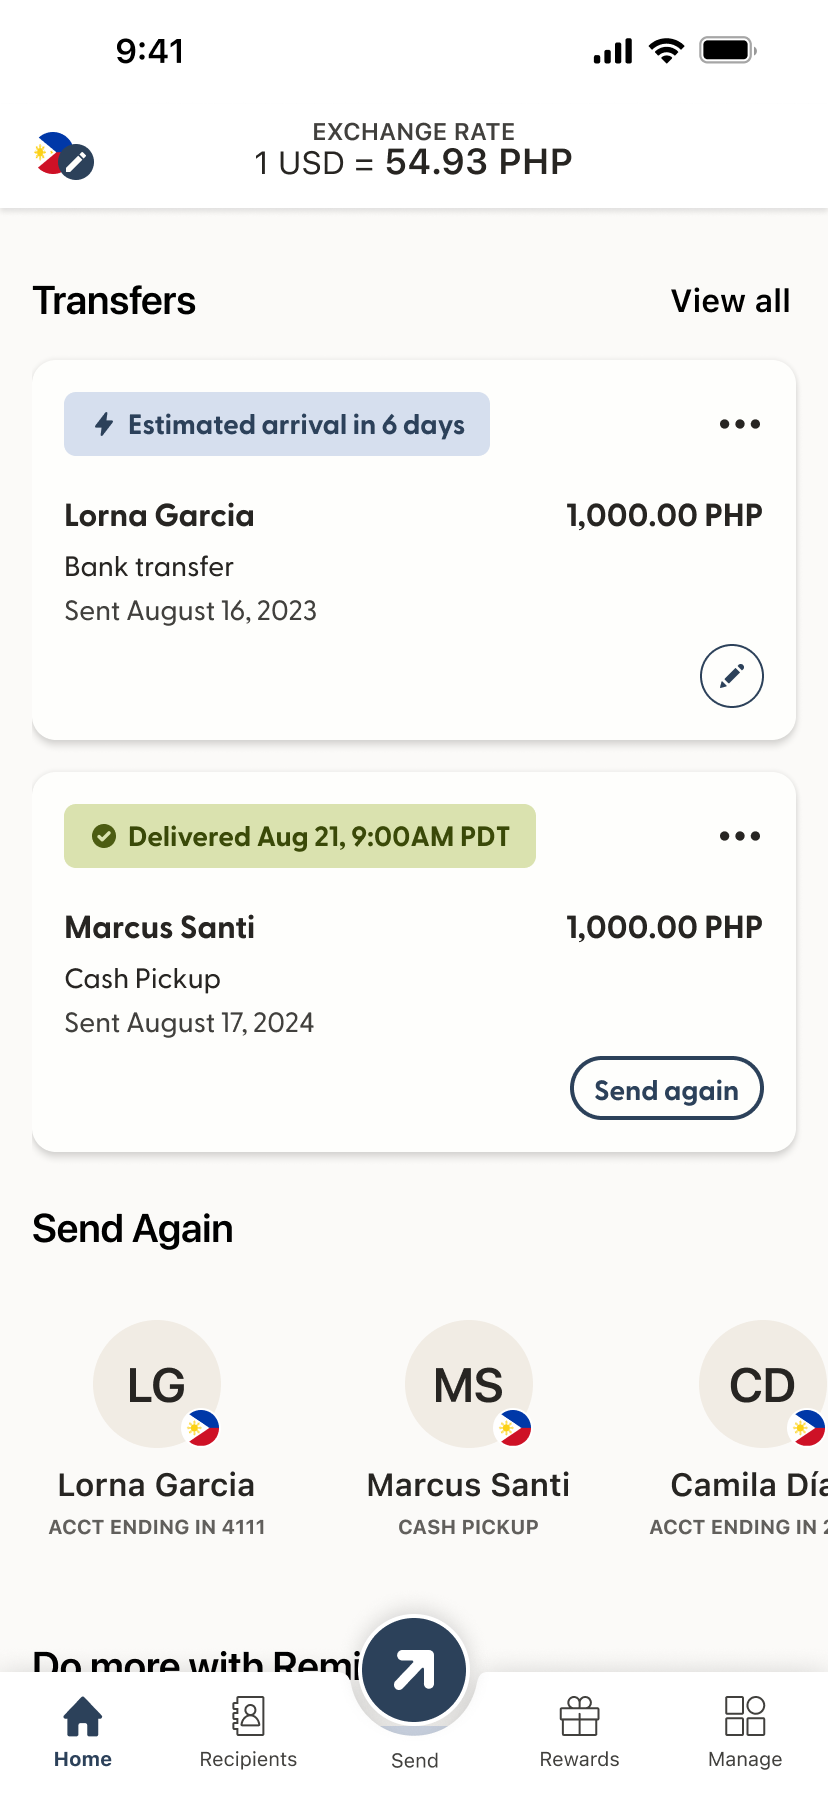 9:41
EXCHANGE RATE
1 USD = 54.93 PHP
Transfers
View all
Estimated arrival in 6 days
Lorna Garcia
1,000.00 PHP
Bank transfer
Sent August 16, 2023
Delivered Aug 21, 9:00AM PDT
Marcus Santi
1,000.00 PHP
Cash Pickup
Sent August 17, 2024
Send again
Send Again
LG
MS
CD
Lorna Garcia
Marcus Santi
Camila Día
ACCT ENDING IN 4111
CASH PICKUP
ACCT ENDING IN 2
Do more with Remi
Home
Recipients
Send
Rewards
Manage